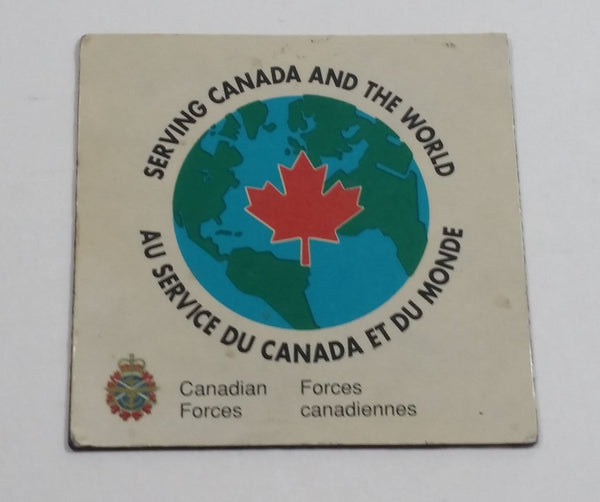 SERVING CANADA AND THE WORLD
AU SERVICE DU CANADA ET DU MONDE
Canadian Forces
Forces canadiennes